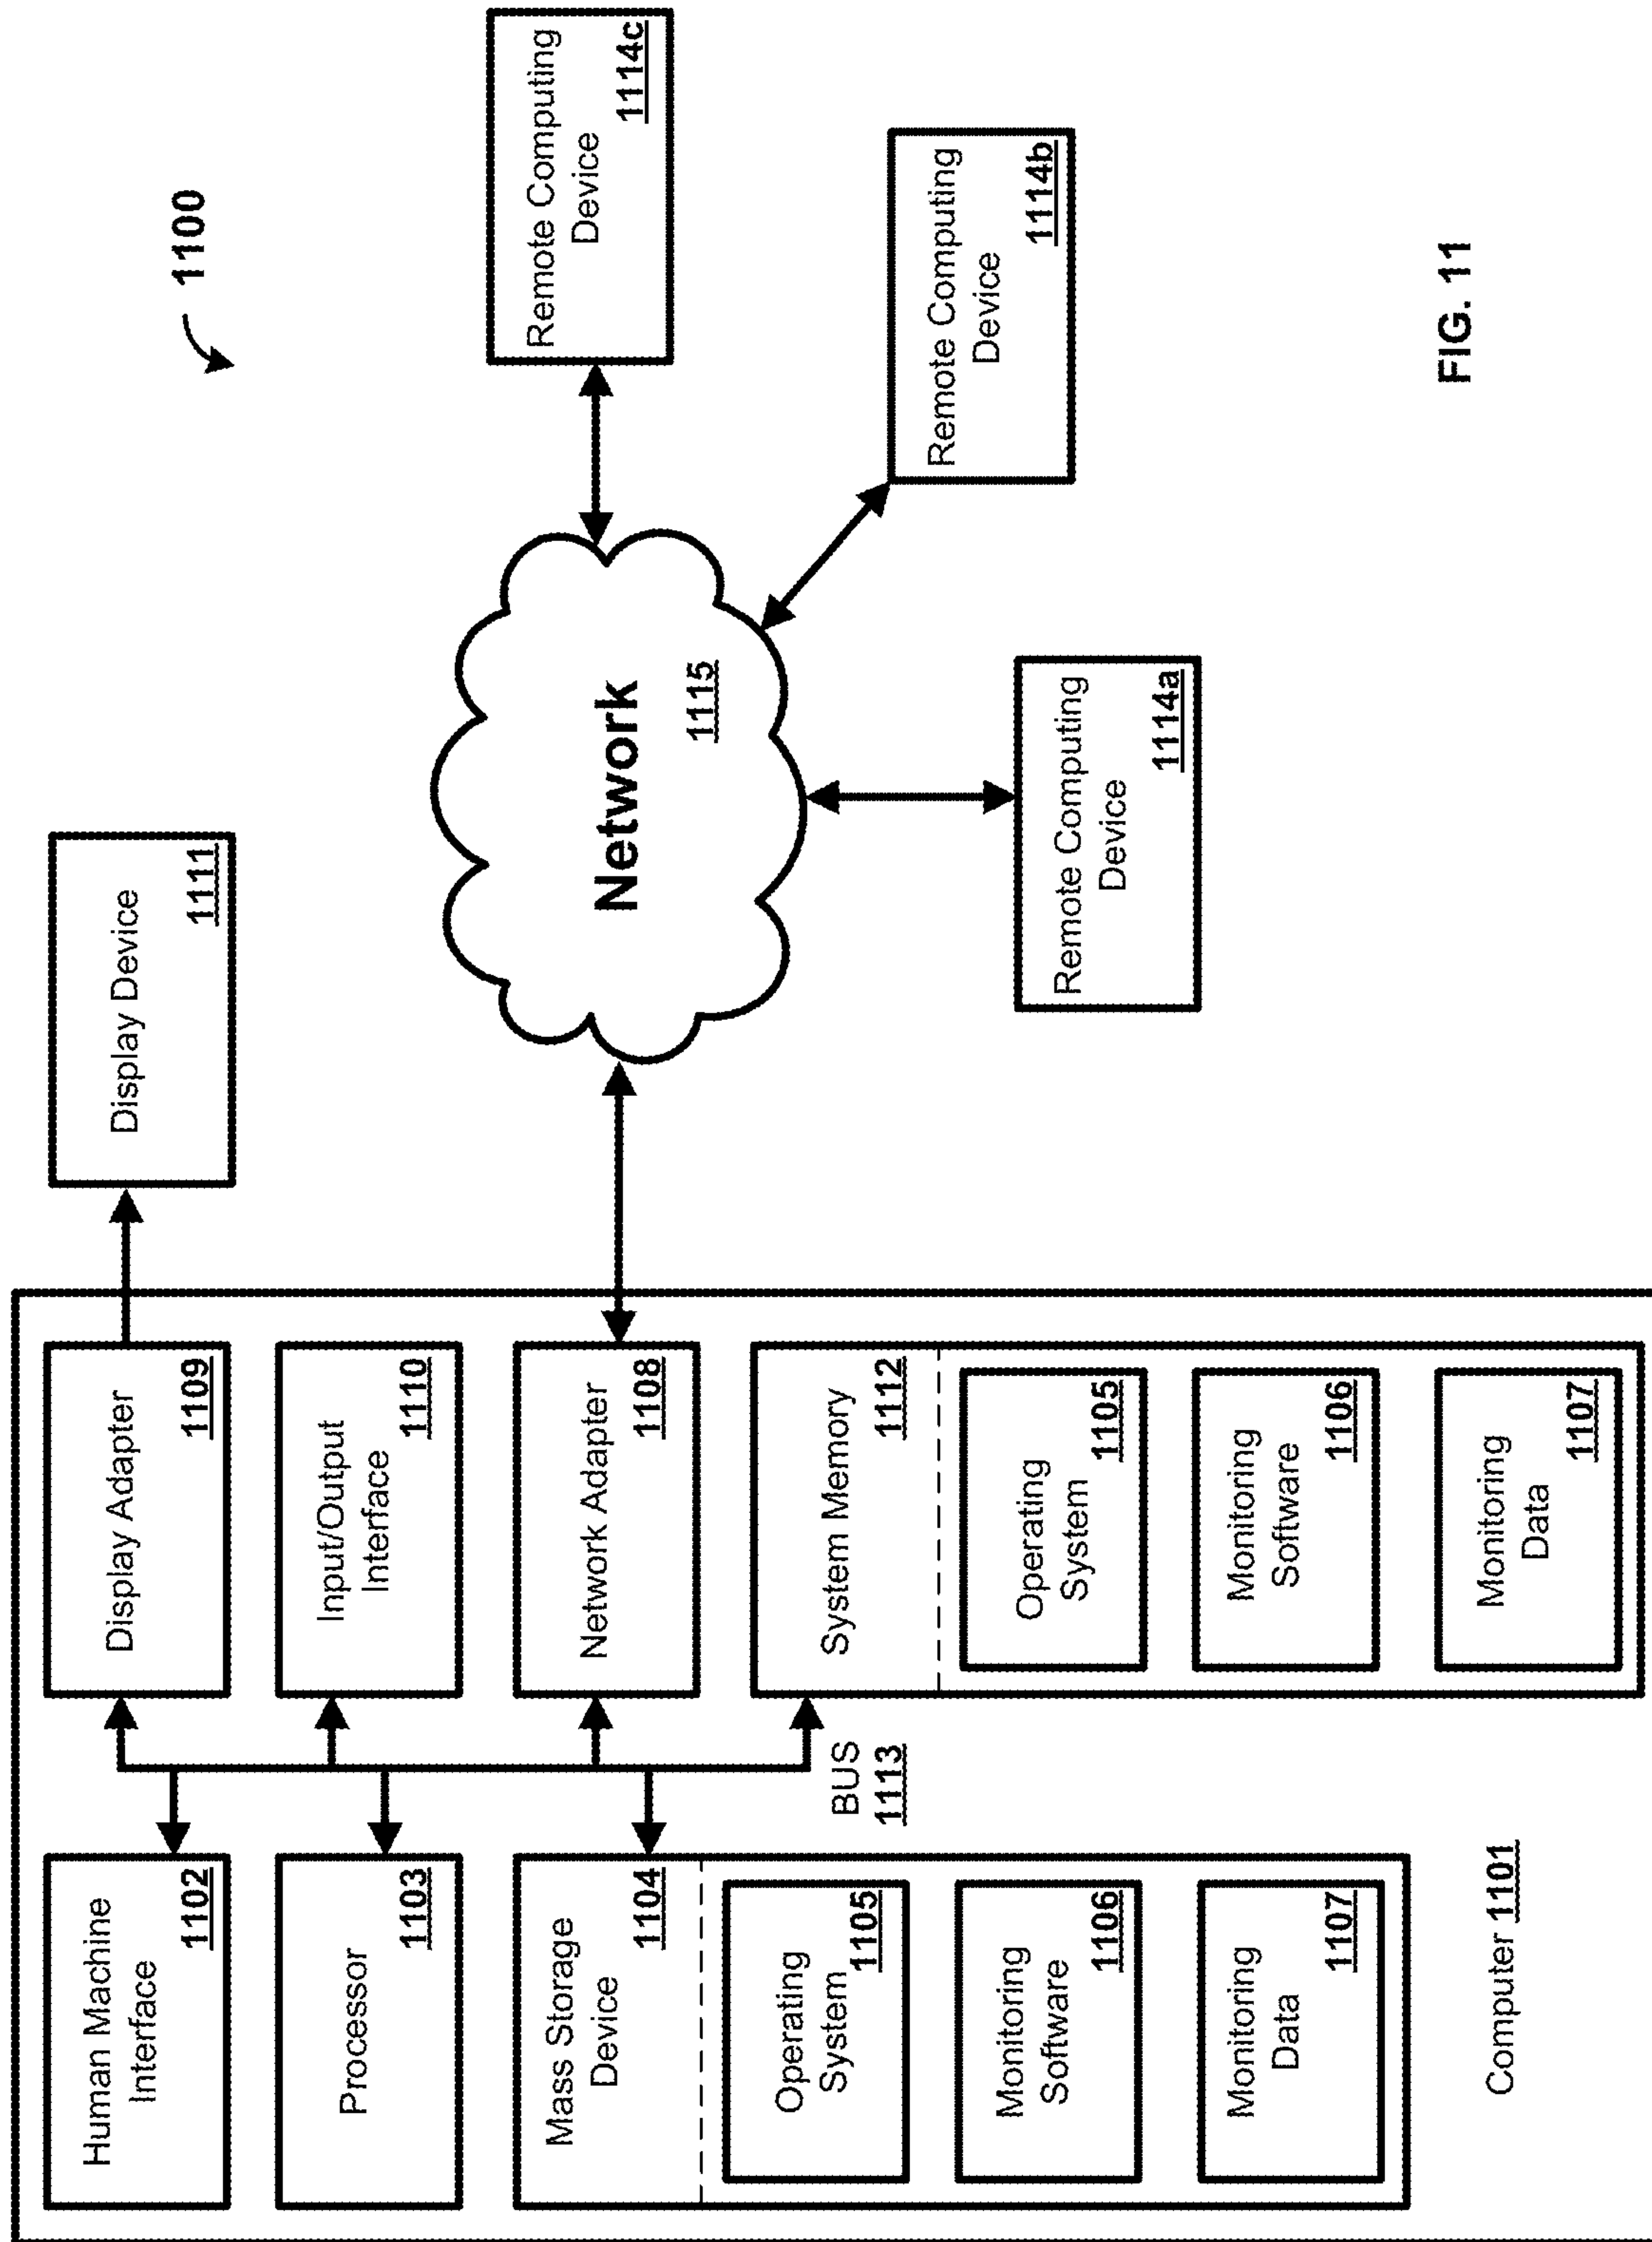 1100
Human Machine
Interface
1102
Processor
1103
Mass Storage
Device
1104
Operating
System
1105
Monitoring
Software
1106
Monitoring
Data
1107
Computer 1101
BUS
1113
Display Adapter
1109
Input/Output
Interface
1110
Network Adapter
1108
System Memory
1112
Operating
System
1105
Monitoring
Software
1106
Monitoring
Data
1107
Display Device
1111
Network
1115
Remote Computing
Device
1114a
Remote Computing
Device
1114b
Remote Computing
Device
1114c
FIG. 11